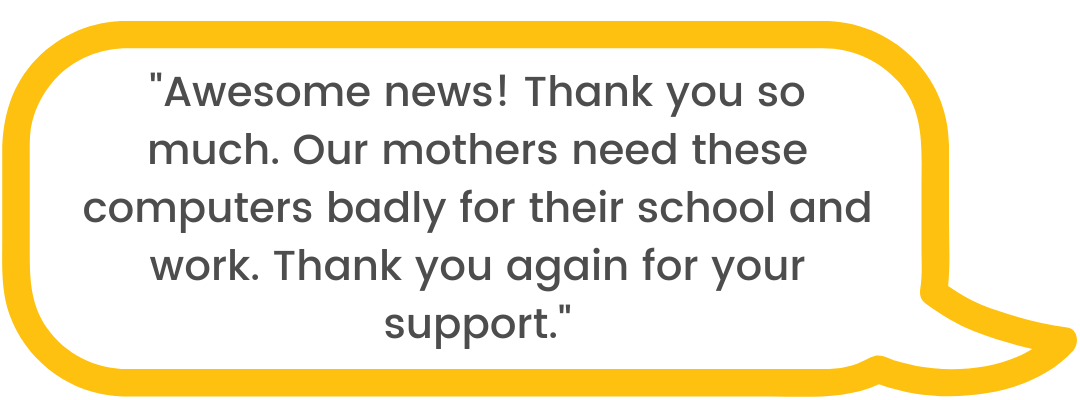 "Awesome news! Thank you so
much. Our mothers need these
computers badly for their school and
work. Thank you again for your
support."